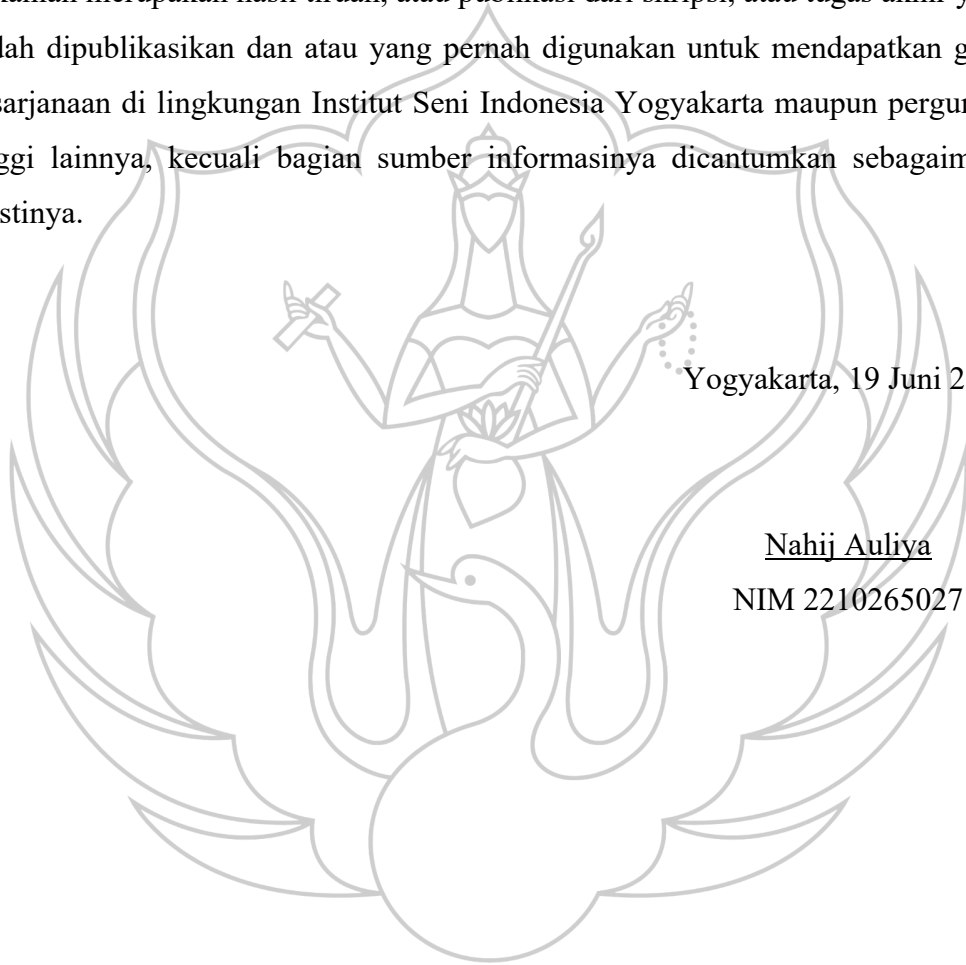 merupakan hasil tiruan, atau publikasi dari skripsi, atau tugas akhir
dipublikasikan dan atau yang pernah digunakan untuk mendapatkan
di lingkungan Institut Seni Indonesia Yogyakarta maupun
lainnya, kecuali bagian sumber informasinya dicantumkan
Yogyakarta, 19 Juni
Nahij Auliya
NIM 2210265027